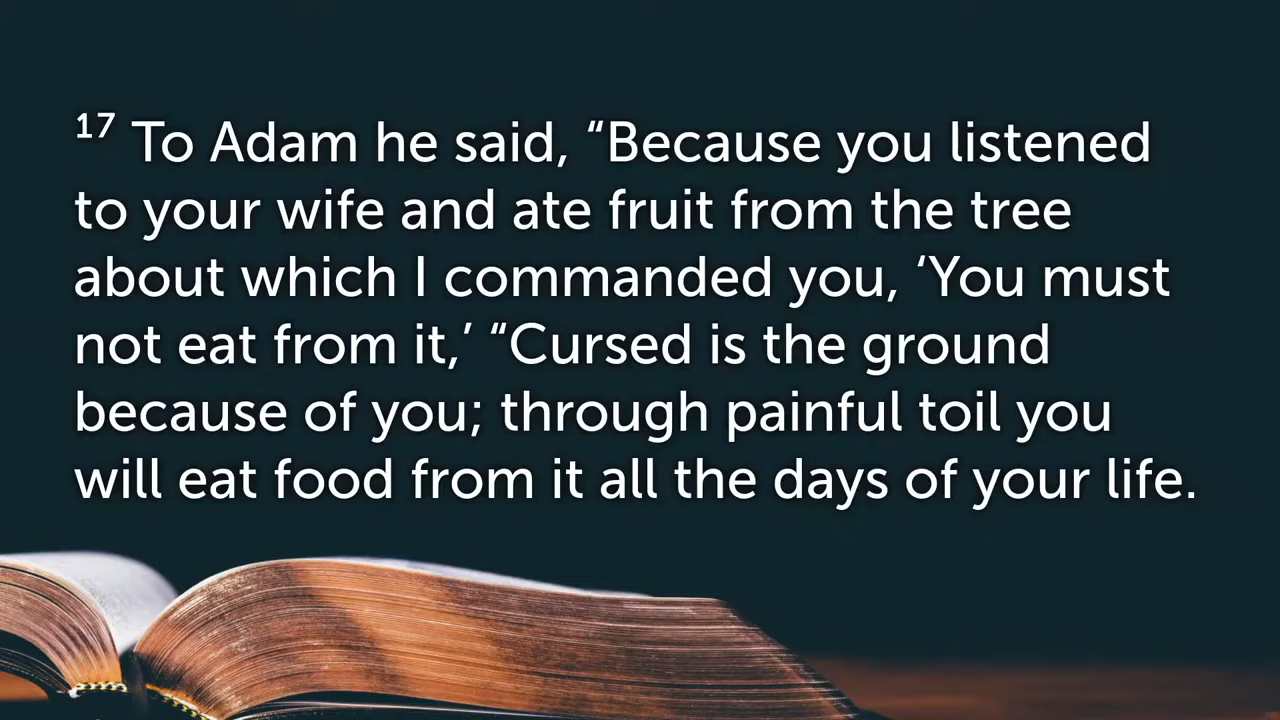 ¹⁷ To Adam he said, “Because you listened
to your wife and ate fruit from the tree
about which I commanded you, ‘You must
not eat from it,’ “Cursed is the ground
because of you; through painful toil you
will eat food from it all the days of your life.